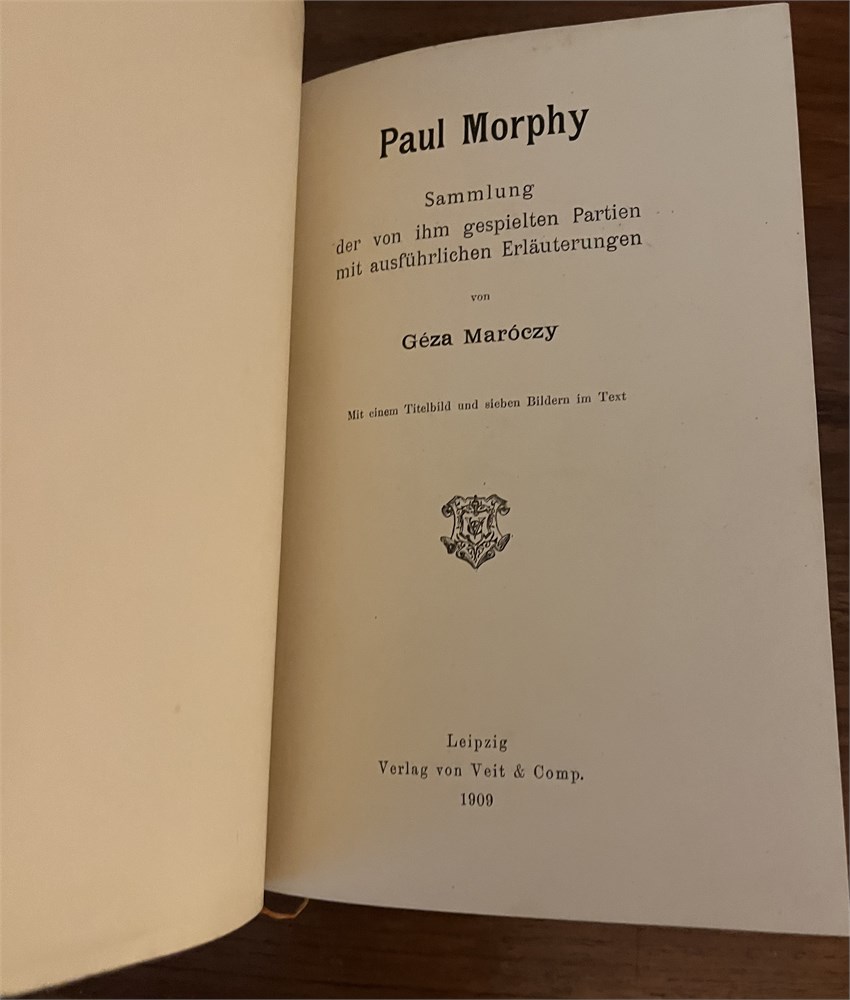 Paul Morphy
Sammlung
der von ihm gespielten Partien
mit ausführlichen Erläuterungen
von
Géza Maróczy
Mit einem Titelbild und sieben Bildern im Text
Leipzig
Verlag von Veit & Comp.
1909